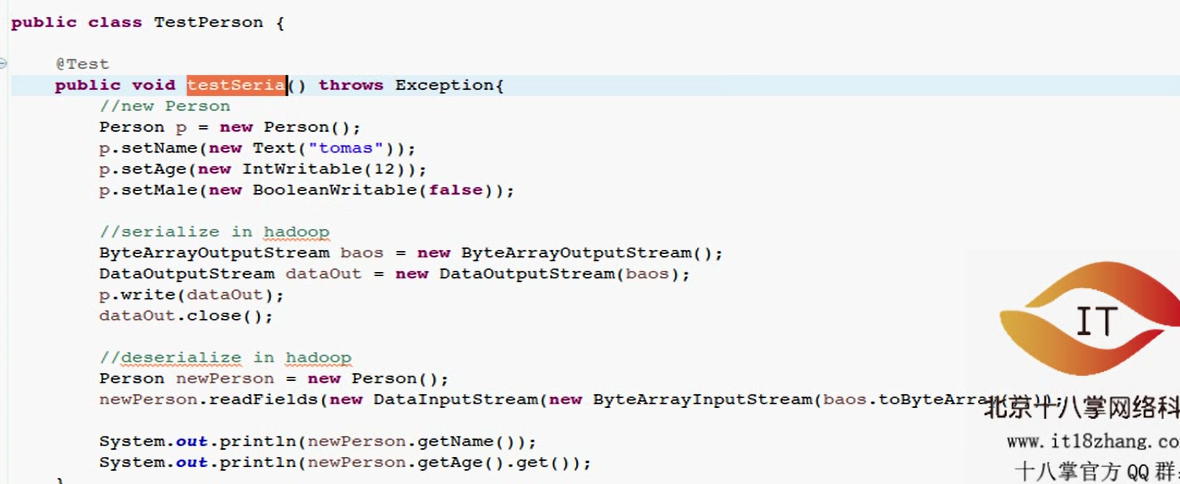 public class TestPerson {
@Test
public void testSeria() throws Exception{
//new Person
Person p = new Person();
p.setName(new Text("tomas"));
p.setAge(new IntWritable(12));
p.setMale(new BooleanWritable(false));
//serialize in hadoop
ByteArrayOutputStream baos = new ByteArrayOutputStream();
DataOutputStream dataOut = new DataOutputStream(baos);
p.write(dataOut);
dataOut.close();
//deserialize in hadoop
Person newPerson = new Person();
newPerson.readFields(new DataInputStream(new ByteArrayInputStream(baos.toByteArray
System.out.println(newPerson.getName());
System.out.println(newPerson.getAge().get());
}
IT
北京十八掌网络科
www.it18zhang.co
十八掌官方QQ群